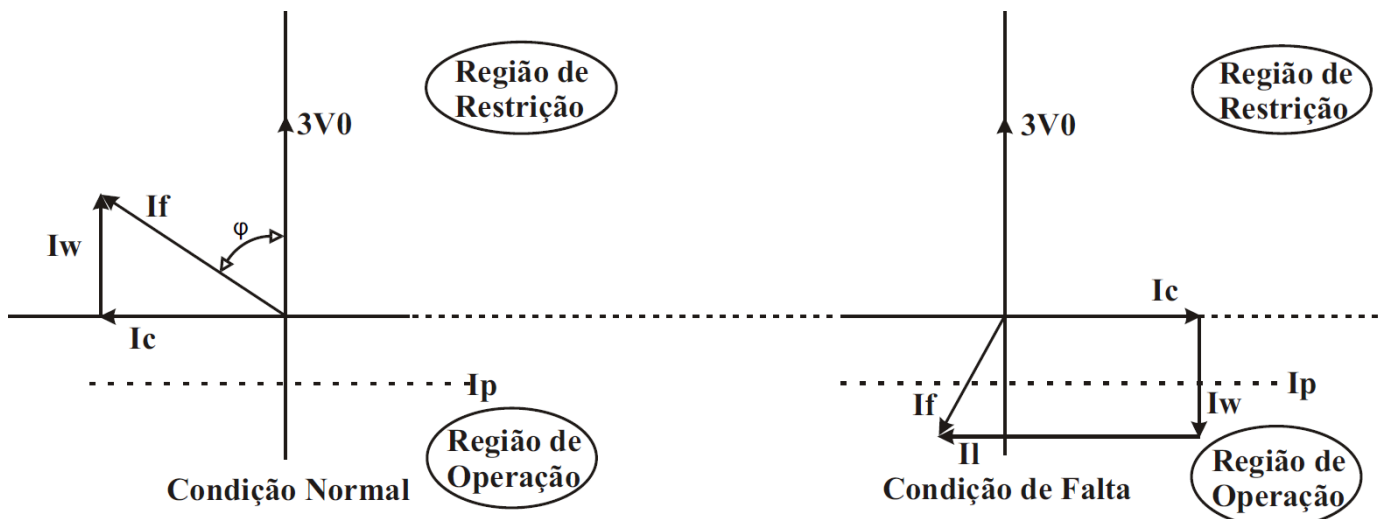 Região de
Restrição
3V0
If
φ
Iw
Ic
Ip
Região de
Operação
Condição Normal
Região de
Restrição
3V0
Ic
Ip
If
Iw
Il
Região de
Operação
Condição de Falta